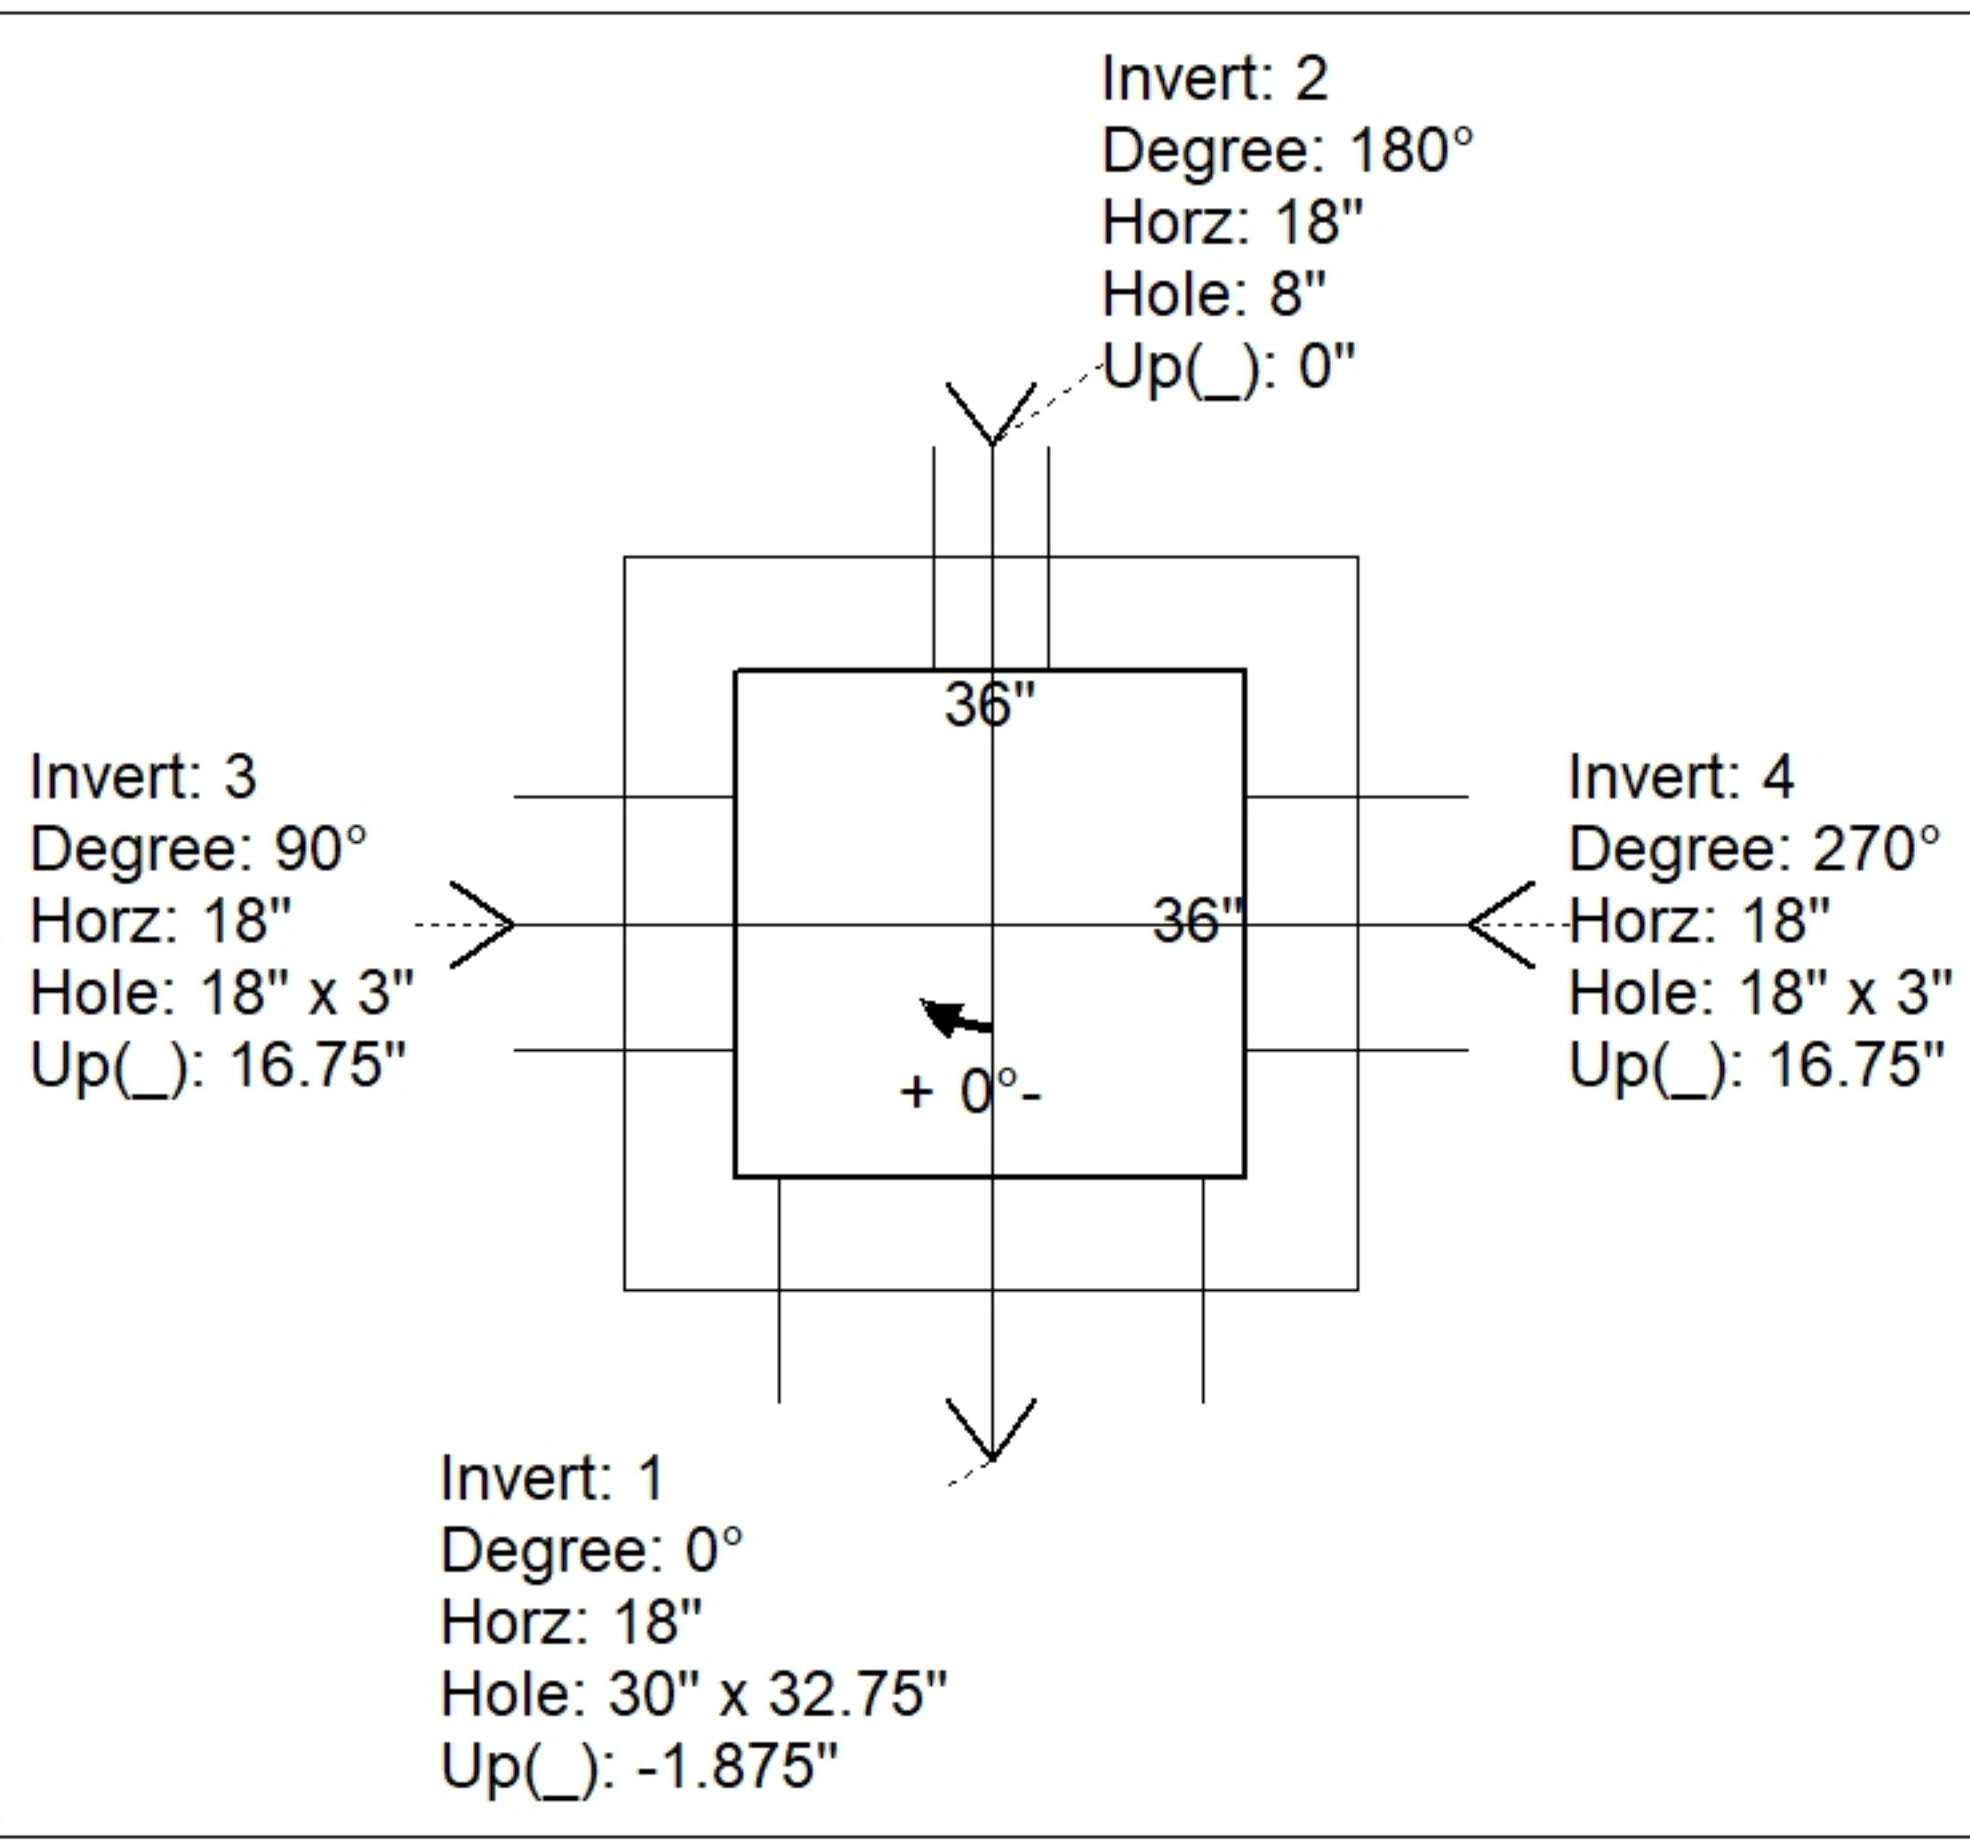 Invert: 2
Degree: 180°
Horz: 18"
Hole: 8"
Up(_): 0"
36"
Invert: 3
Degree: 90°
Horz: 18"
Hole: 18" x 3"
Up(_): 16.75"
36"
Invert: 4
Degree: 270°
Horz: 18"
Hole: 18" x 3"
Up(_): 16.75"
+ 0°-
Invert: 1
Degree: 0°
Horz: 18"
Hole: 30" x 32.75"
Up(_): -1.875"